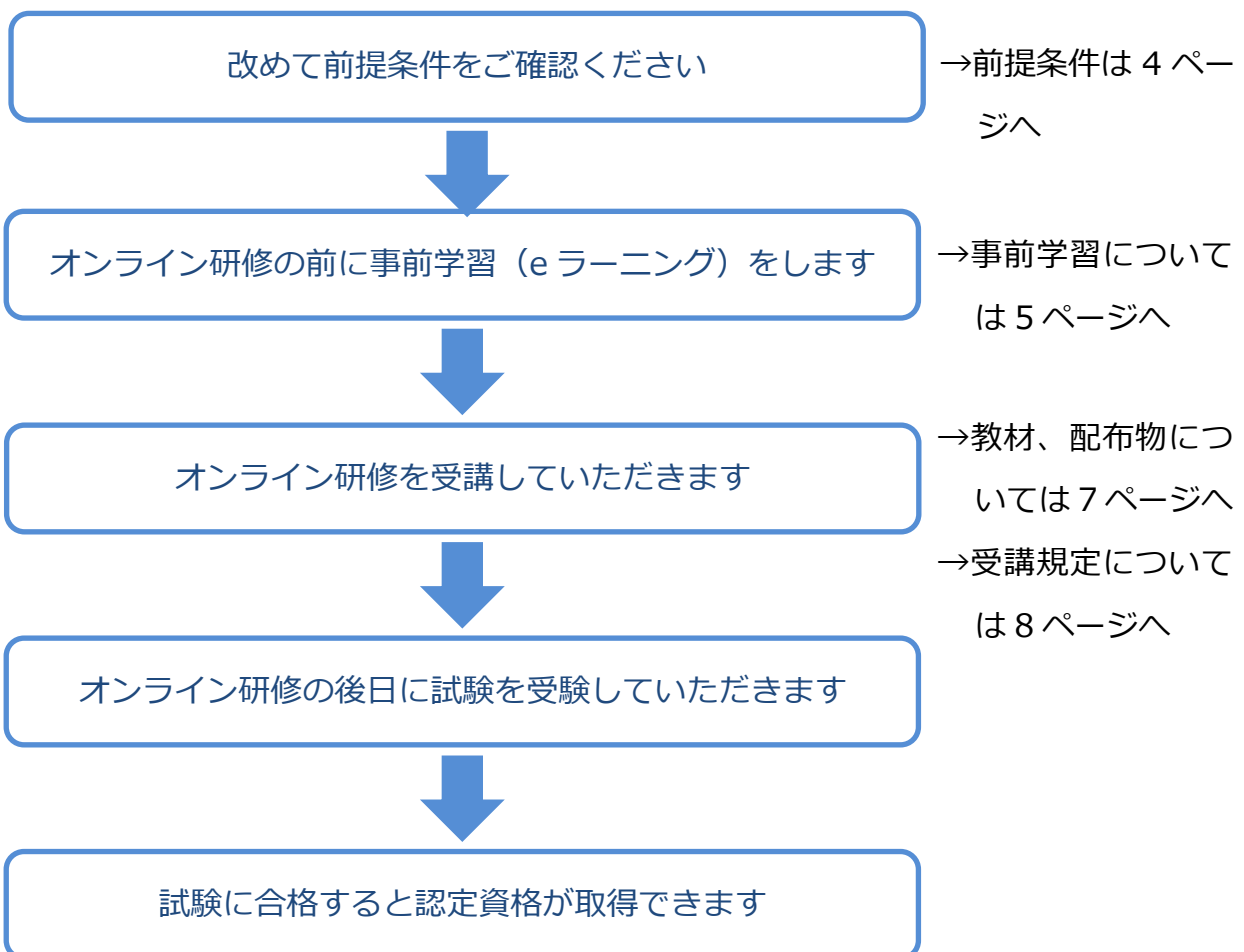 改めて前提条件をご確認ください
→前提条件は 4 ペー
ジへ
オンライン研修の前に事前学習（e ラーニング）をします
→事前学習について
は 5 ページへ
オンライン研修を受講していただきます
→教材、配布物につ
いては 7 ページへ
→受講規定について
は 8 ページへ
オンライン研修の後日に試験を受験していただきます
試験に合格すると認定資格が取得できます